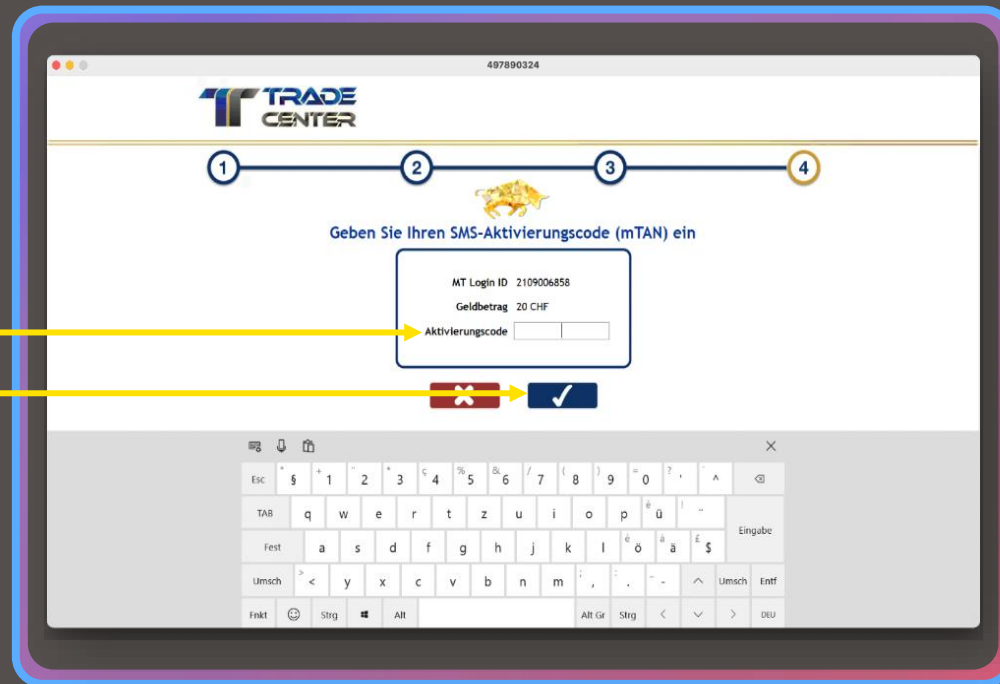 497890324
TRADE
CENTER
1 2 3 4
Geben Sie Ihren SMS-Aktivierungscode (mTAN) ein
MT Login ID 2109006858
Geldbetrag 20 CHF
Aktivierungscode
Esc § + 1 " 2 * 3 ç 4 % 5 & 6 / 7 ( 8 ) 9 = 0 ? ' ` ^
TAB q w e r t z u i o p è ü ! ¨
Eingabe
Fest a s d f g h j k l é ö à ä £ $
Umsch > < y x c v b n m ; , : . _ - Umsch Entf
Fnkt Strg Alt Alt Gr Strg < > DEU